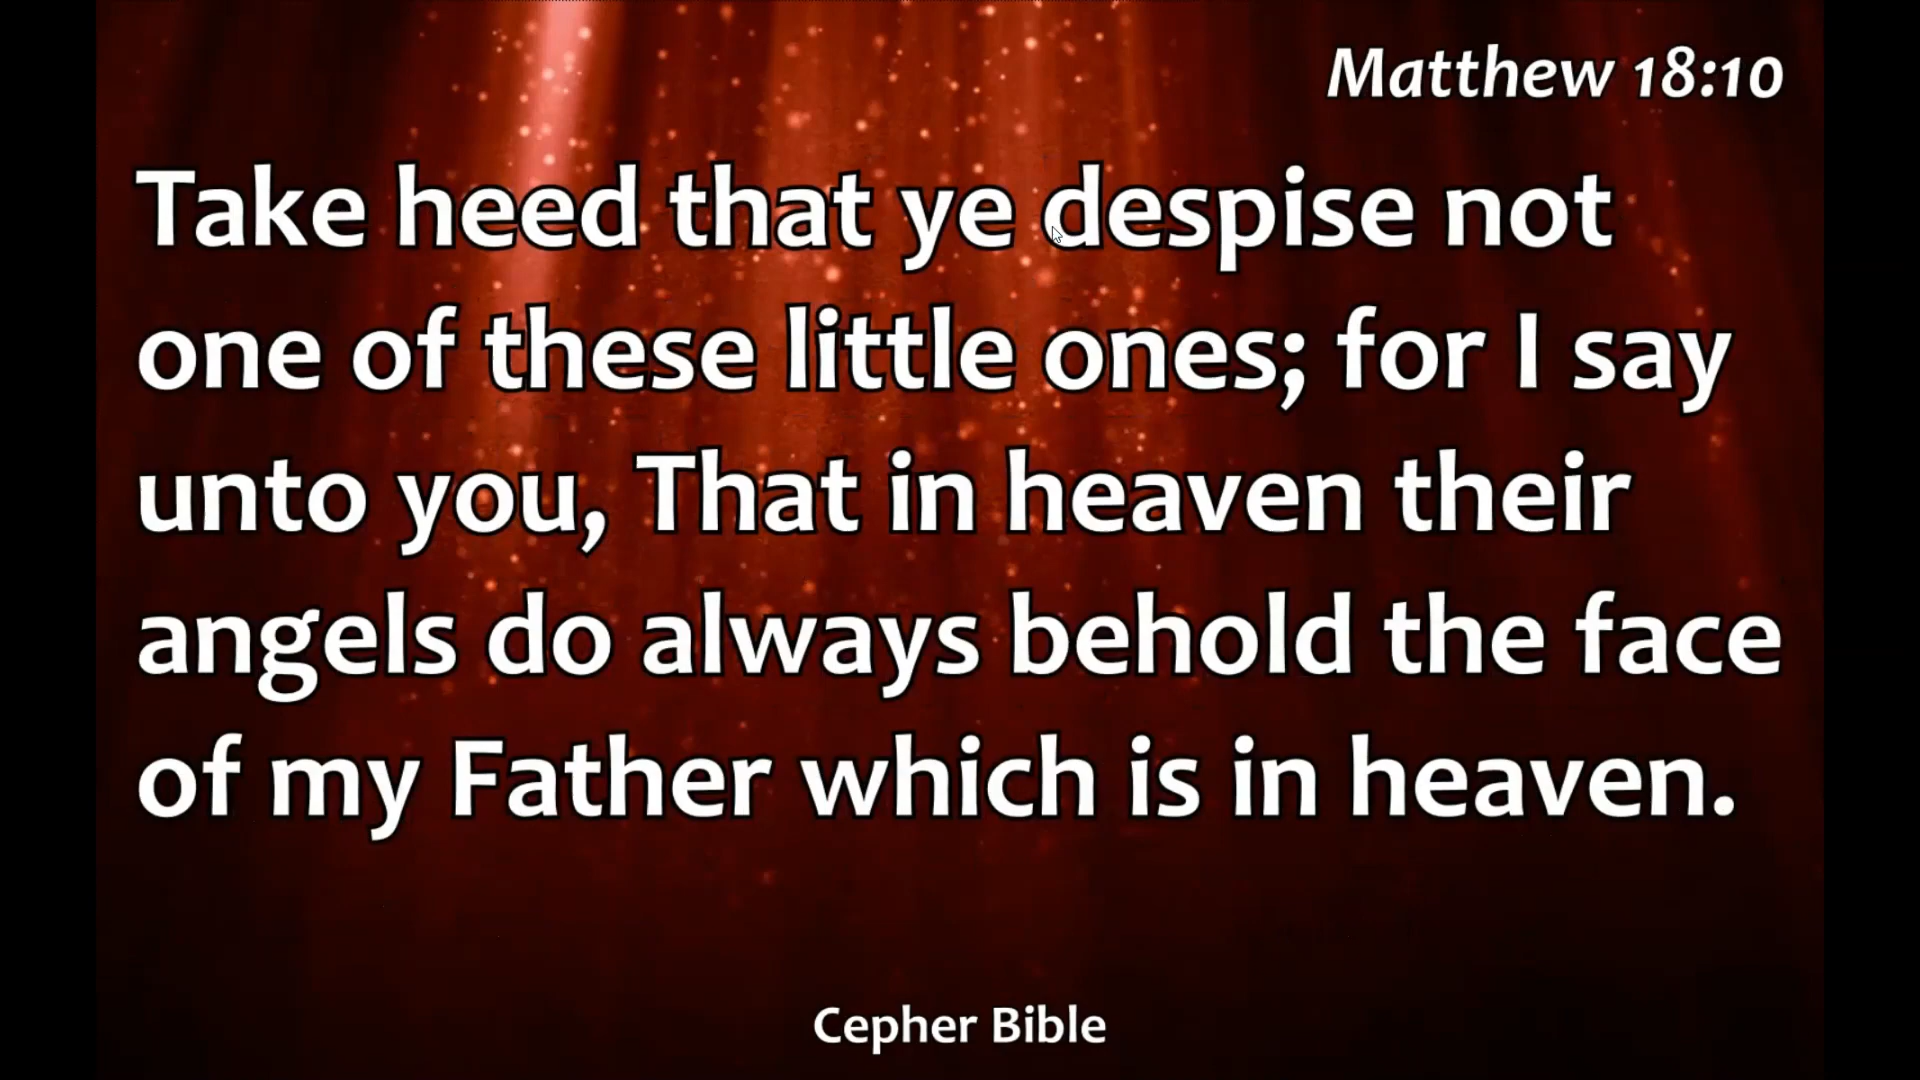 Matthew 18:10
Take heed that ye despise not
one of these little ones; for I say
unto you, That in heaven their
angels do always behold the face
of my Father which is in heaven.
Cepher Bible